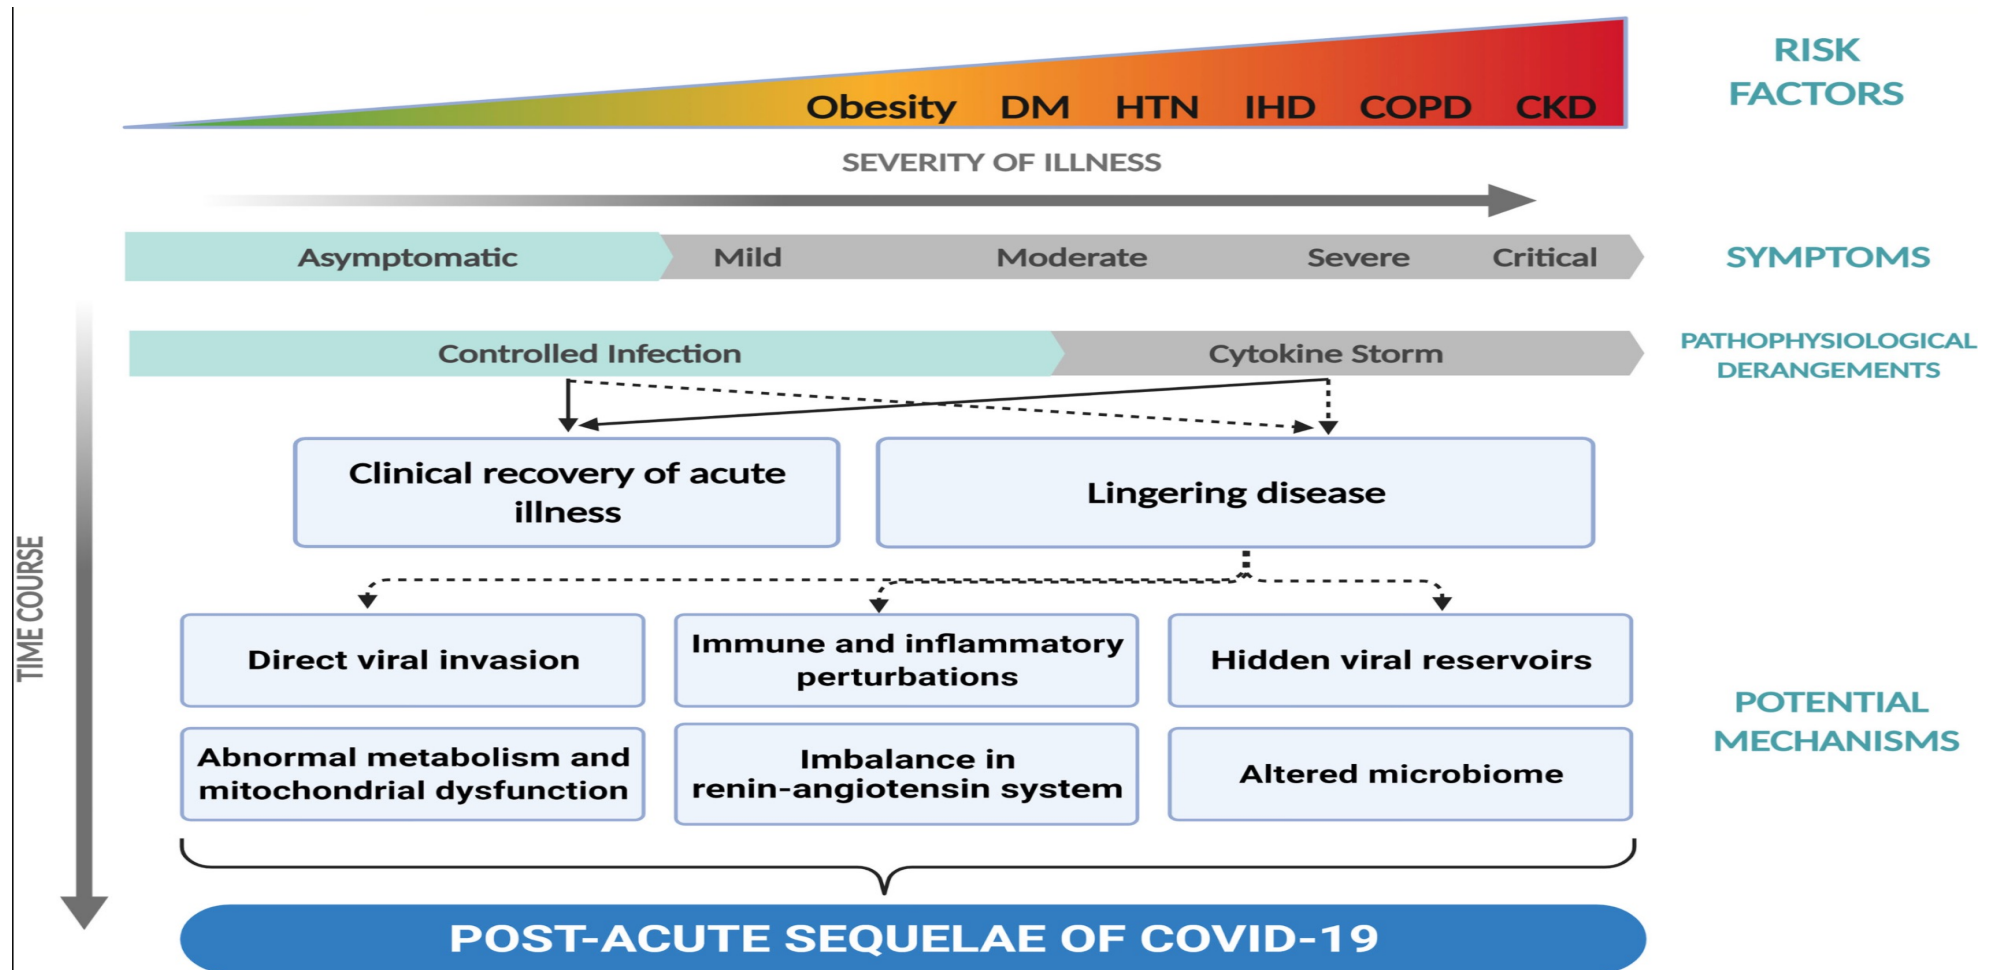 RISK
FACTORS
Obesity DM HTN IHD COPD CKD
SEVERITY OF ILLNESS
Asymptomatic Mild Moderate Severe Critical
SYMPTOMS
Controlled Infection Cytokine Storm
PATHOPHYSIOLOGICAL
DERANGEMENTS
Clinical recovery of acute
illness
Lingering disease
TIME COURSE
Direct viral invasion
Immune and inflammatory
perturbations
Hidden viral reservoirs
Abnormal metabolism and
mitochondrial dysfunction
Imbalance in
renin-angiotensin system
Altered microbiome
POTENTIAL
MECHANISMS
POST-ACUTE SEQUELAE OF COVID-19